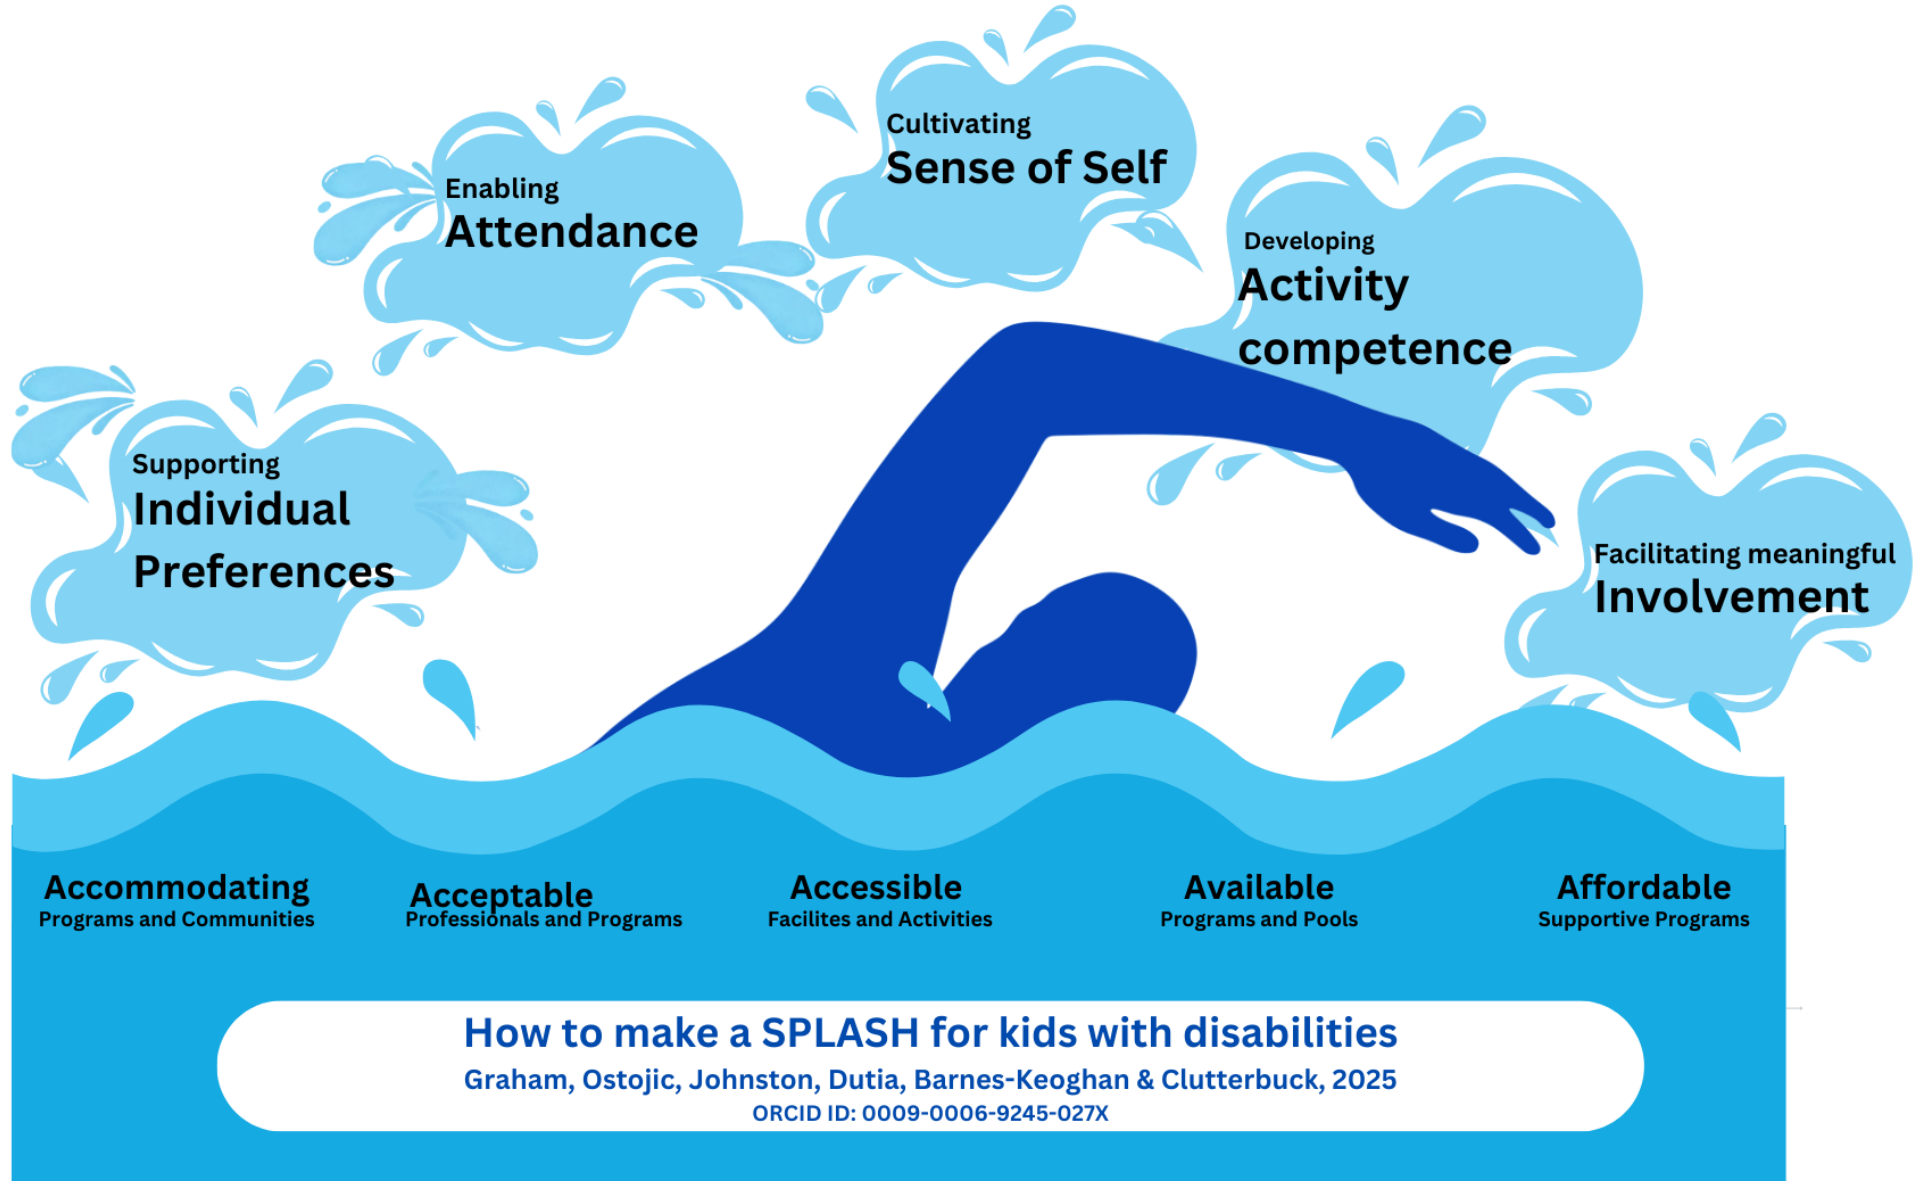 Cultivating
Sense of Self
Enabling
Attendance
Developing
Activity
competence
Supporting
Individual
Preferences
Facilitating meaningful
Involvement
Accommodating
Programs and Communities
Acceptable
Professionals and Programs
Accessible
Facilites and Activities
Available
Programs and Pools
Affordable
Supportive Programs
How to make a SPLASH for kids with disabilities
Graham, Ostojic, Johnston, Dutia, Barnes-Keoghan & Clutterbuck, 2025
ORCID ID: 0009-0006-9245-027X